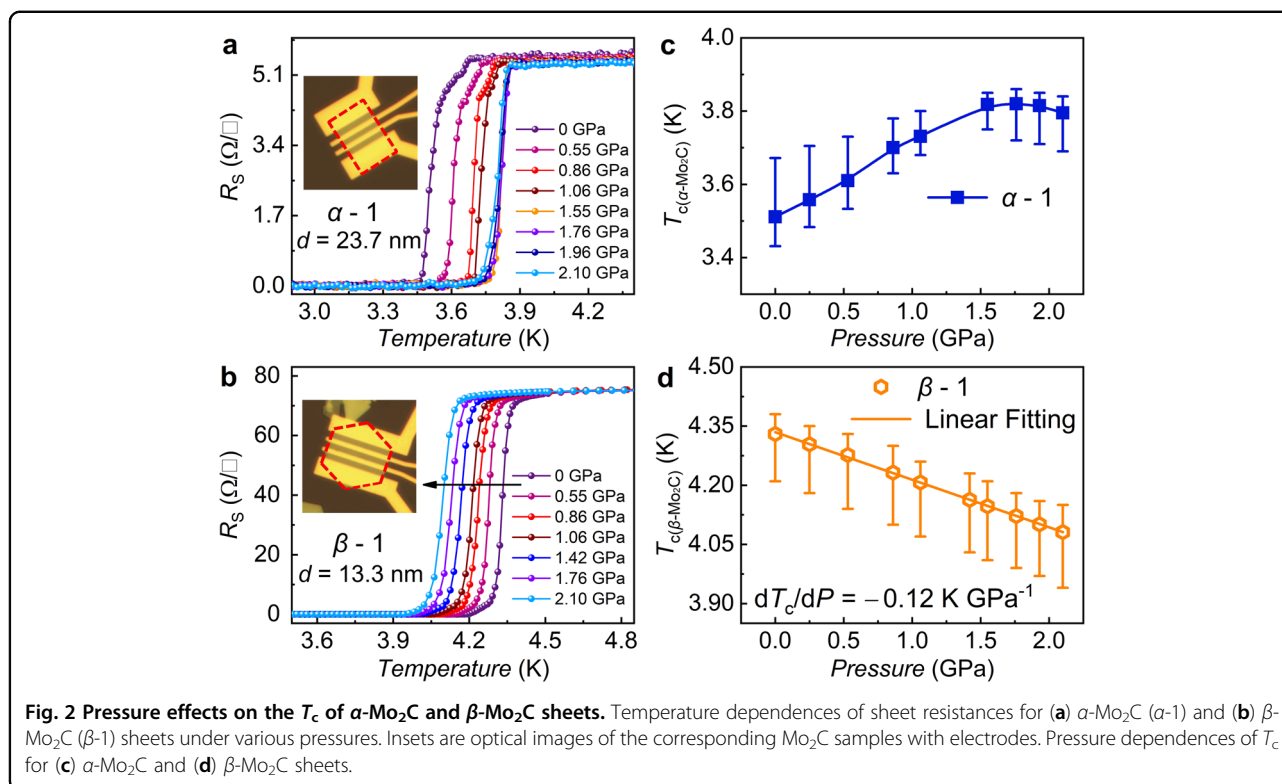 a
R_S (Ω/□)
5.1
3.4
1.7
0.0
α - 1
d = 23.7 nm
0 GPa
0.55 GPa
0.86 GPa
1.06 GPa
1.55 GPa
1.76 GPa
1.96 GPa
2.10 GPa
3.0 3.3 3.6 3.9 4.2
Temperature (K)
c
T_c(α-Mo₂C) (K)
4.0
3.8
3.6
3.4
α - 1
0.0 0.5 1.0 1.5 2.0
Pressure (GPa)
b
R_S (Ω/□)
80
60
40
20
0
β - 1
d = 13.3 nm
0 GPa
0.55 GPa
0.86 GPa
1.06 GPa
1.42 GPa
1.76 GPa
2.10 GPa
3.6 3.9 4.2 4.5 4.8
Temperature (K)
d
T_c(β-Mo₂C) (K)
4.50
4.35
4.20
4.05
3.90
β - 1
Linear Fitting
dT_c/dP = −0.12 K GPa⁻¹
0.0 0.5 1.0 1.5 2.0
Pressure (GPa)
Fig. 2 Pressure effects on the T_c of α-Mo₂C and β-Mo₂C sheets. Temperature dependences of sheet resistances for (a) α-Mo₂C (α-1) and (b) β-
Mo₂C (β-1) sheets under various pressures. Insets are optical images of the corresponding Mo₂C samples with electrodes. Pressure dependences of T_c
for (c) α-Mo₂C and (d) β-Mo₂C sheets.